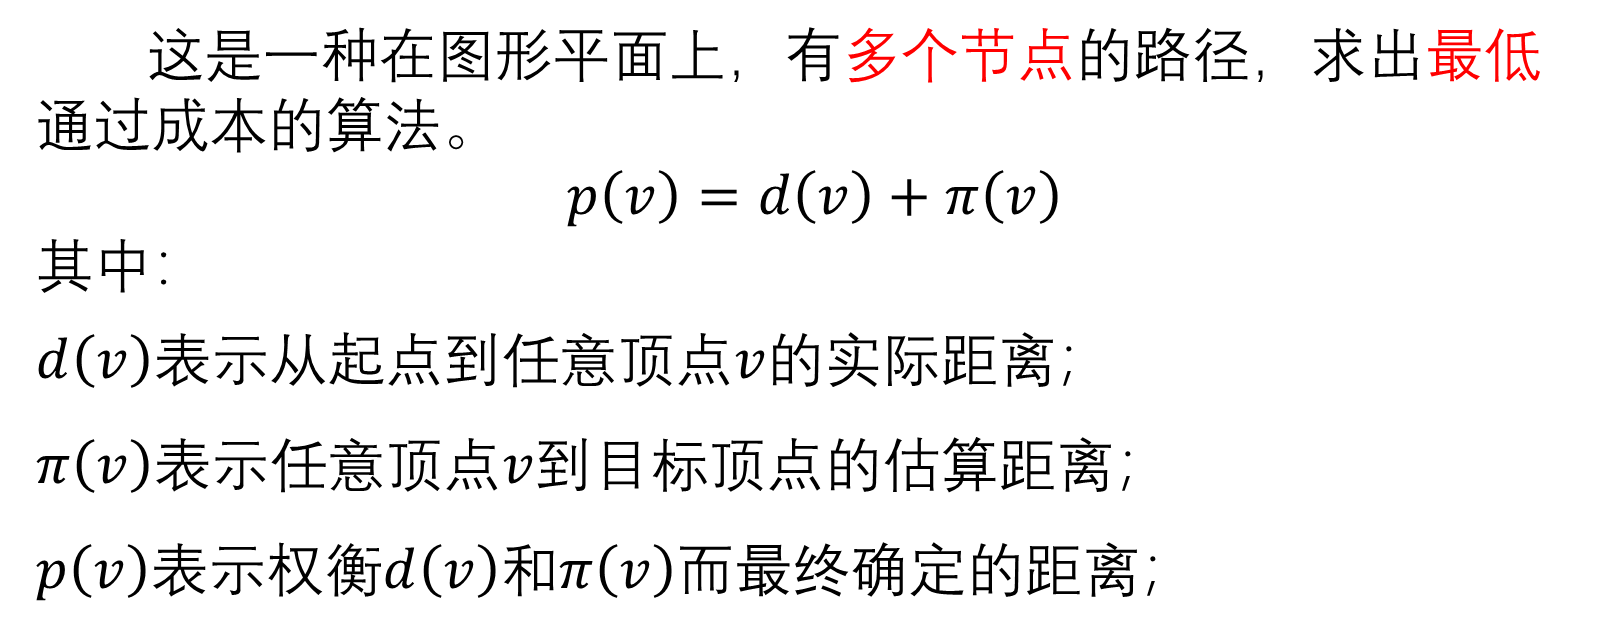 这是一种在图形平面上，有多个节点的路径，求出最低
通过成本的算法。
p(v) = d(v) + π(v)
其中：
d(v)表示从起点到任意顶点v的实际距离；
π(v)表示任意顶点v到目标顶点的估算距离；
p(v)表示权衡d(v)和π(v)而最终确定的距离；